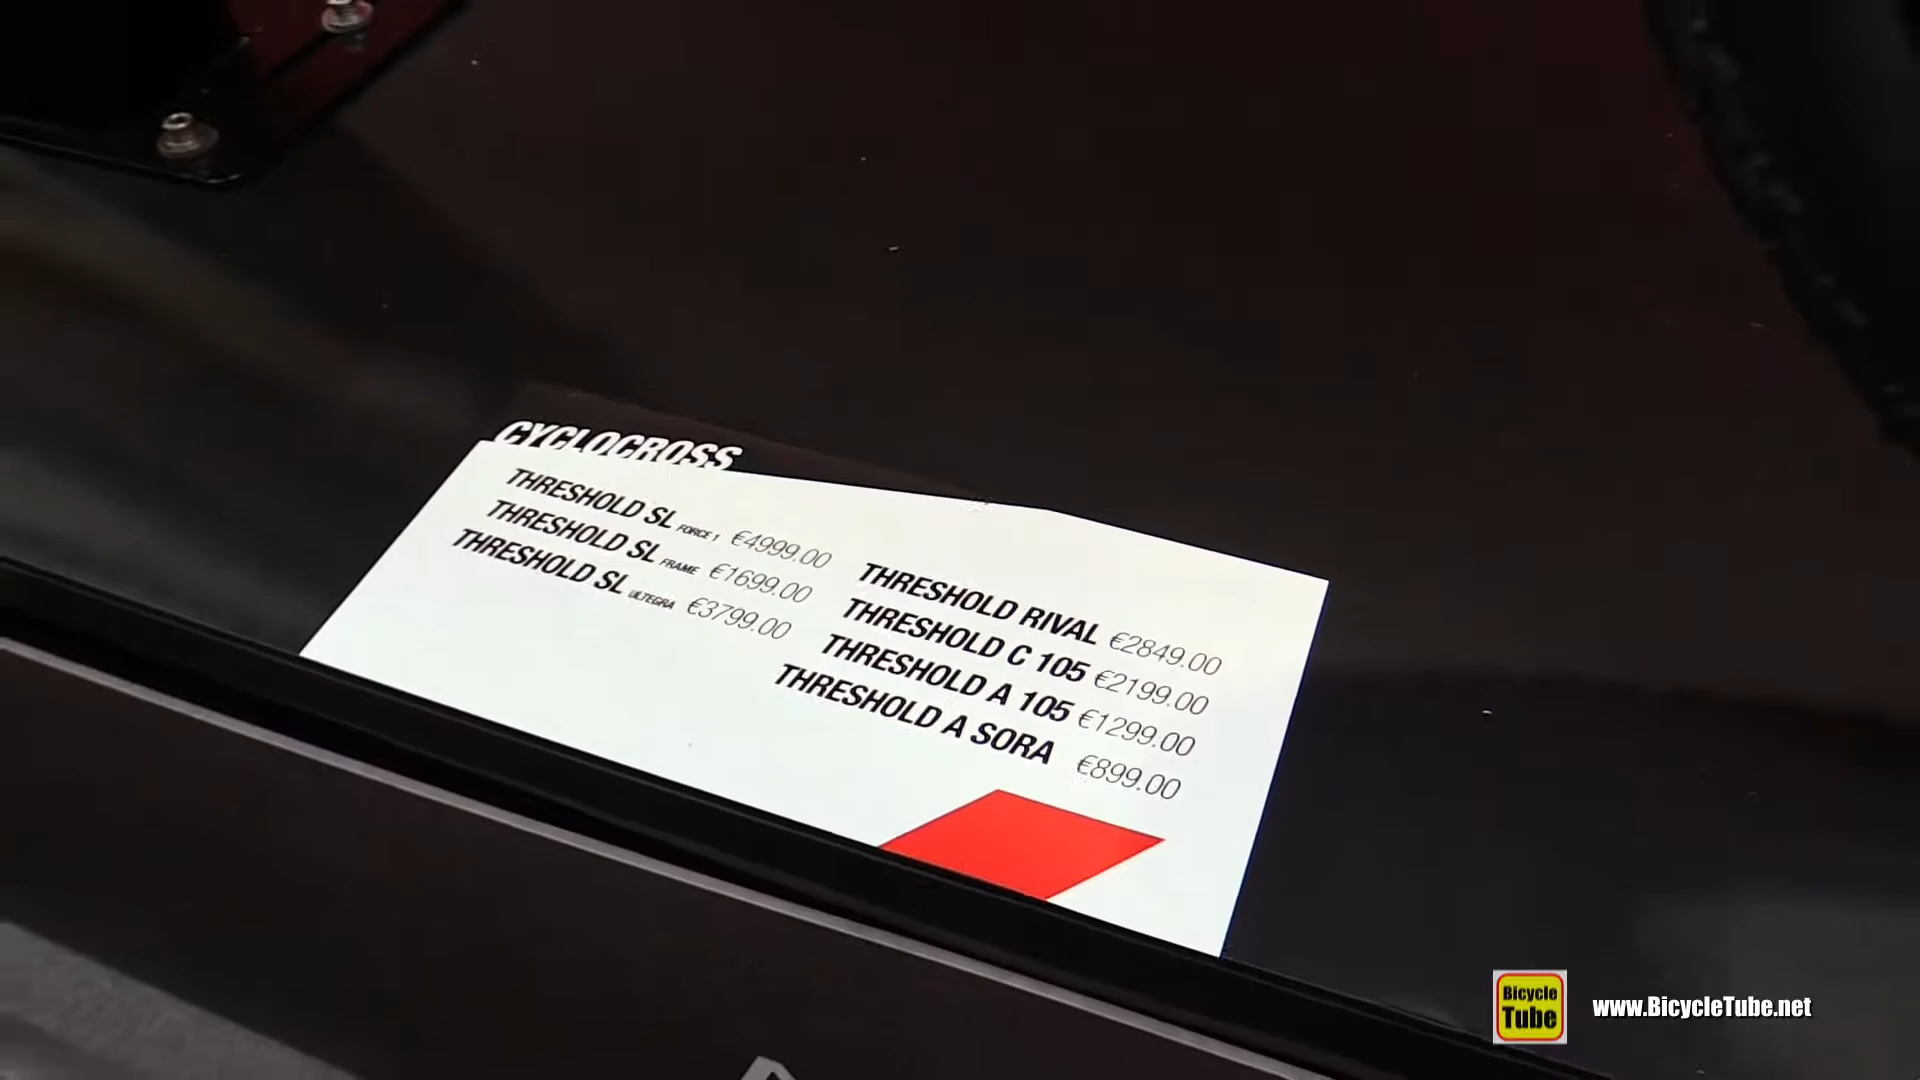 CYCLOCROSS
THRESHOLD SL FORCE 1 €4999.00
THRESHOLD SL FRAME €1699.00
THRESHOLD SL ULTEGRA €3799.00
THRESHOLD RIVAL €2849.00
THRESHOLD C 105 €2199.00
THRESHOLD A 105 €1299.00
THRESHOLD A SORA €899.00
Bicycle
Tube
www.BicycleTube.net